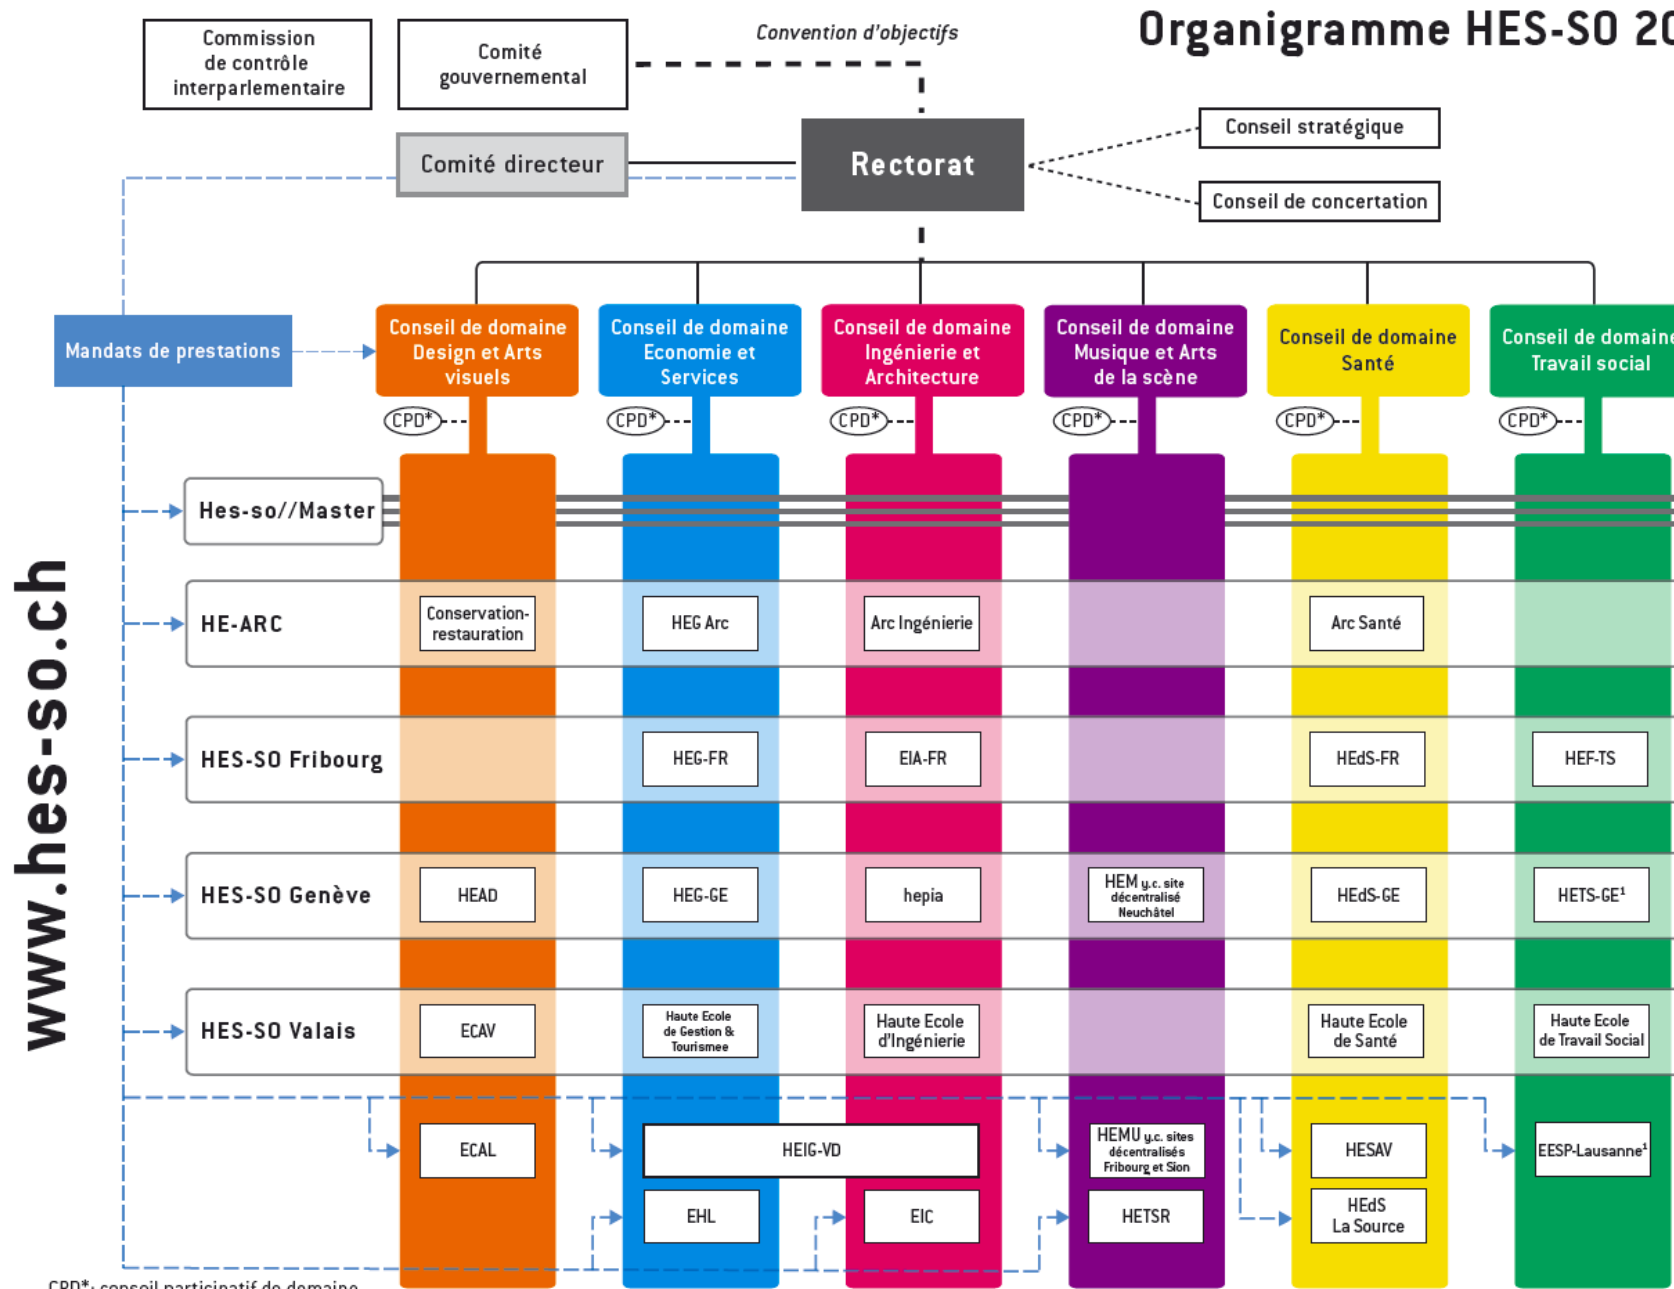 Organigramme HES-SO 20
Commission
de contrôle
interparlementaire
Comité
gouvernemental
Convention d'objectifs
Comité directeur
Rectorat
Conseil stratégique
Conseil de concertation
Mandats de prestations
Conseil de domaine
Design et Arts
visuels
Conseil de domaine
Economie et
Services
Conseil de domaine
Ingénierie et
Architecture
Conseil de domaine
Musique et Arts
de la scène
Conseil de domaine
Santé
Conseil de domaine
Travail social
CPD*
CPD*
CPD*
CPD*
CPD*
CPD*
www.hes-so.ch
Hes-so//Master
HE-ARC
Conservation-
restauration
HEG Arc
Arc Ingénierie
Arc Santé
HES-SO Fribourg
HEG-FR
EIA-FR
HEdS-FR
HEF-TS
HES-SO Genève
HEAD
HEG-GE
hepia
HEM y.c. site
décentralisé
Neuchâtel
HEdS-GE
HETS-GE¹
HES-SO Valais
ECAV
Haute Ecole
de Gestion &
Tourismee
Haute Ecole
d'Ingénierie
Haute Ecole
de Santé
Haute Ecole
de Travail Social
ECAL
HEIG-VD
HEMU y.c. sites
décentralisés
Fribourg et Sion
HESAV
EESP-Lausanne¹
EHL
EIC
HETSR
HEdS
La Source
CPD*: conseil participatif de domaine